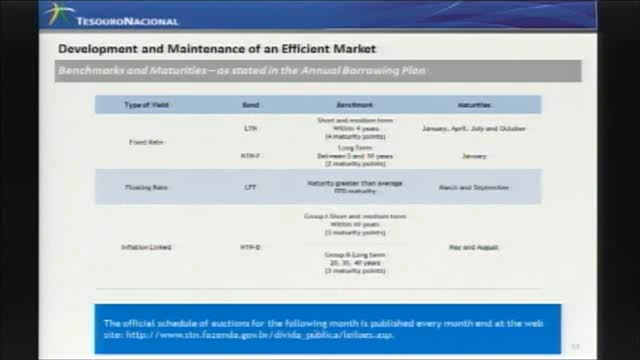 TESOURONACIONAL
Development and Maintenance of an Efficient Market
Benchmarks and Maturities – as stated in the Annual Borrowing Plan
Type of Yield Bond Benchmark Maturities
Short and medium term
LTN Within 4 years January, April, July and October
(4 maturity points)
Fixed Rate
Long Term
NTN-F Between 5 and 10 years January
(2 maturity points)
Floating Rate LFT Maturity greater than average March and September
FPD maturity
Group I Short and medium term
Within 10 years
(3 maturity points)
Inflation Linked NTN-B May and August
Group II Long term
20, 30, 40 years
(3 maturity points)
The official schedule of auctions for the following month is published every month end at the web
site: http://www.stn.fazenda.gov.br/divida_publica/leiloes.asp.